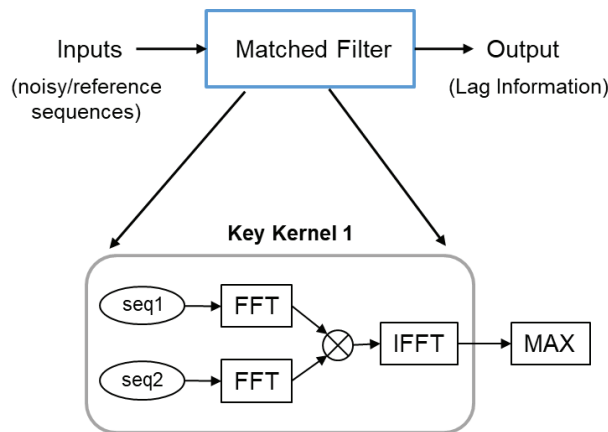 Inputs
Matched Filter
Output
(noisy/reference
sequences)
(Lag Information)
Key Kernel 1
seq1
FFT
IFFT
MAX
seq2
FFT